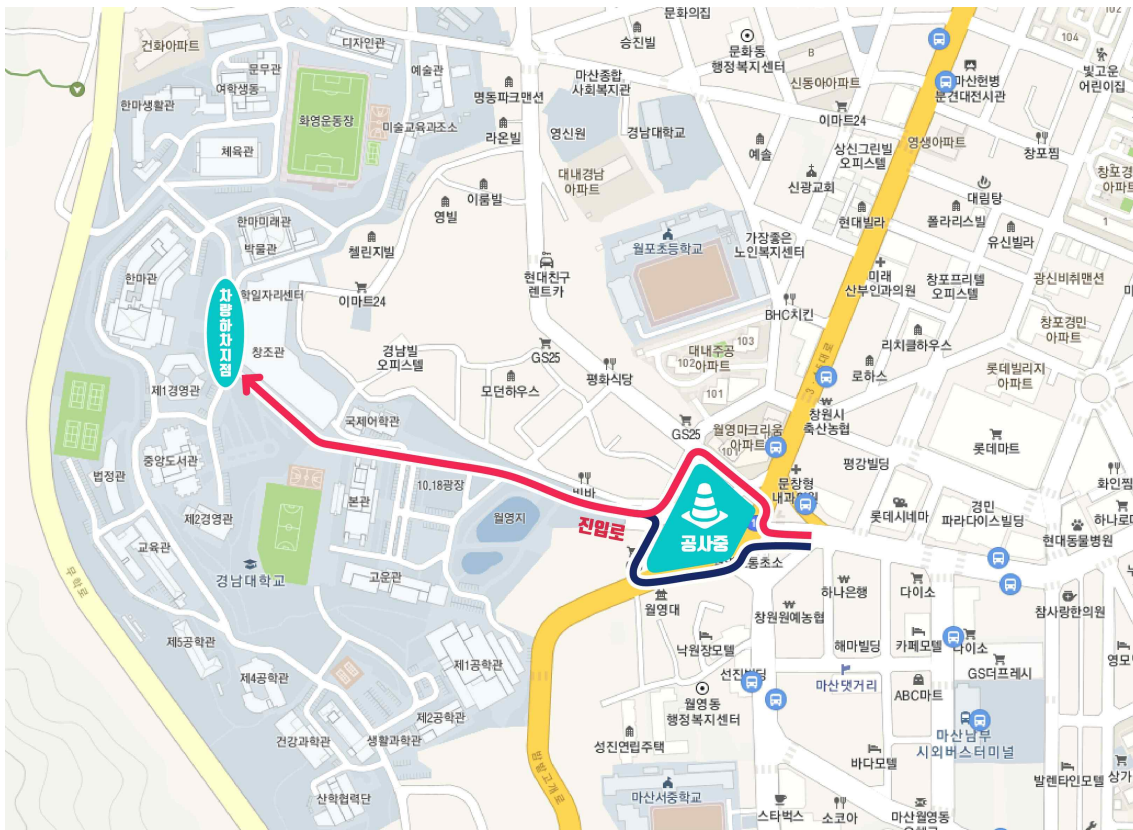 문화의집
승진빌
건화아파트
디자인관
문화동
행정복지센터
B
신동아아파트
104
102
빛고운
어린이집
문무관
여학생동
예술관
마산종합
사회복지관
마산헌병
분견대전시관
한마생활관
명동파크맨션
이마트24
화영운동장
미술교육과조소
라온빌
영신원
경남대학교
예솔
상신그린빌
오피스텔
영생아파트
창포찜
체육관
대내경남
아파트
신광교회
대림탕
이룸빌
영빌
현대빌라
폴라리스빌
1
한마미래관
박물관
첼린지빌
월포초등학교
가장좋은
노인복지센터
유신빌라
한마관
현대친구
렌트카
미래
산부인과의원
창포프리텔
오피스텔
광신비취맨션
차량하차지점
이마트24
BHC치킨
창조관
경남빌
오피스텔
GS25
103
102
대내주공
아파트
101
리치클하우스
창포경민
아파트
제1경영관
모던하우스
평화식당
로하스
롯데빌리지
아파트
국제어학관
GS25
월영마크리움
아파트
101
창원시
축산농협
롯데마트
중앙도서관
법정관
평강빌딩
10.18광장
본관
문창형
내과의원
화인찜
제2경영관
월영지
진입로
공사중
롯데시네마
경민
파라다이스빌딩
교육관
현대동물병원
경남대학교
고운관
무학로
하나은행
다이소
참사랑한의원
월영대
창원원예농협
제5공학관
낙원장모텔
해마빌딩
카페모텔
다이소
제1공학관
GS더프레시
제4공학관
마산댓거리
ABC마트
월영동
행정복지센터
제2공학관
건강과학관
생활과학관
성진연립주택
마산남부
시외버스터미널
밤밭고개로
바다모텔
발렌타인모텔
산학협력단
마산서중학교
스타벅스
소코아
마산월영동